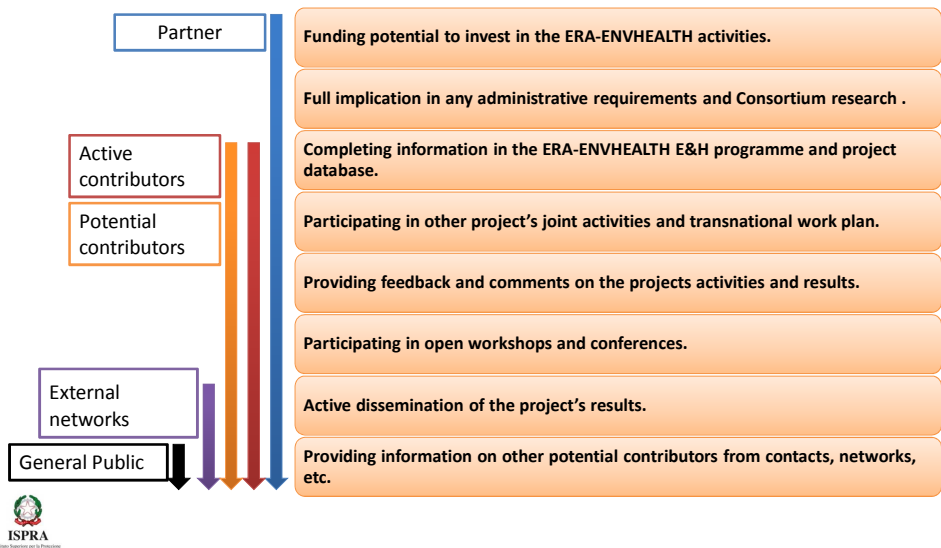 Partner
Funding potential to invest in the ERA-ENVHEALTH activities.
Full implication in any administrative requirements and Consortium research .
Active
contributors
Completing information in the ERA-ENVHEALTH E&H programme and project
database.
Potential
contributors
Participating in other project's joint activities and transnational work plan.
Providing feedback and comments on the projects activities and results.
Participating in open workshops and conferences.
External
networks
Active dissemination of the project's results.
General Public
Providing information on other potential contributors from contacts, networks,
etc.
ISPRA
Superiore per la Protezione